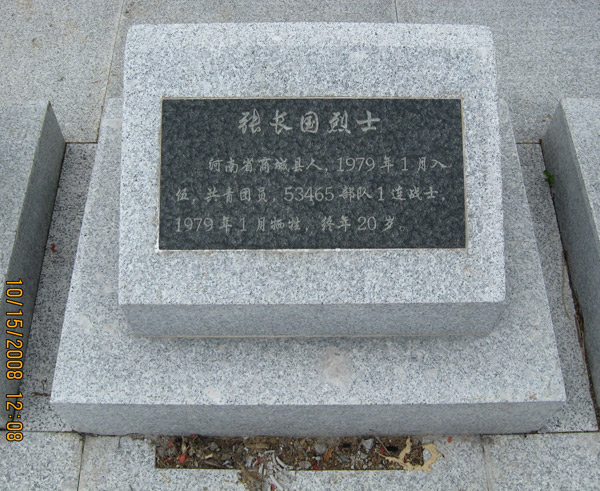 张长国烈士
河南省商城县人，1979年1月入
伍，共青团员，53465部队1连战士，
1979年1月牺牲，终年20岁。
10/15/2008 12:08